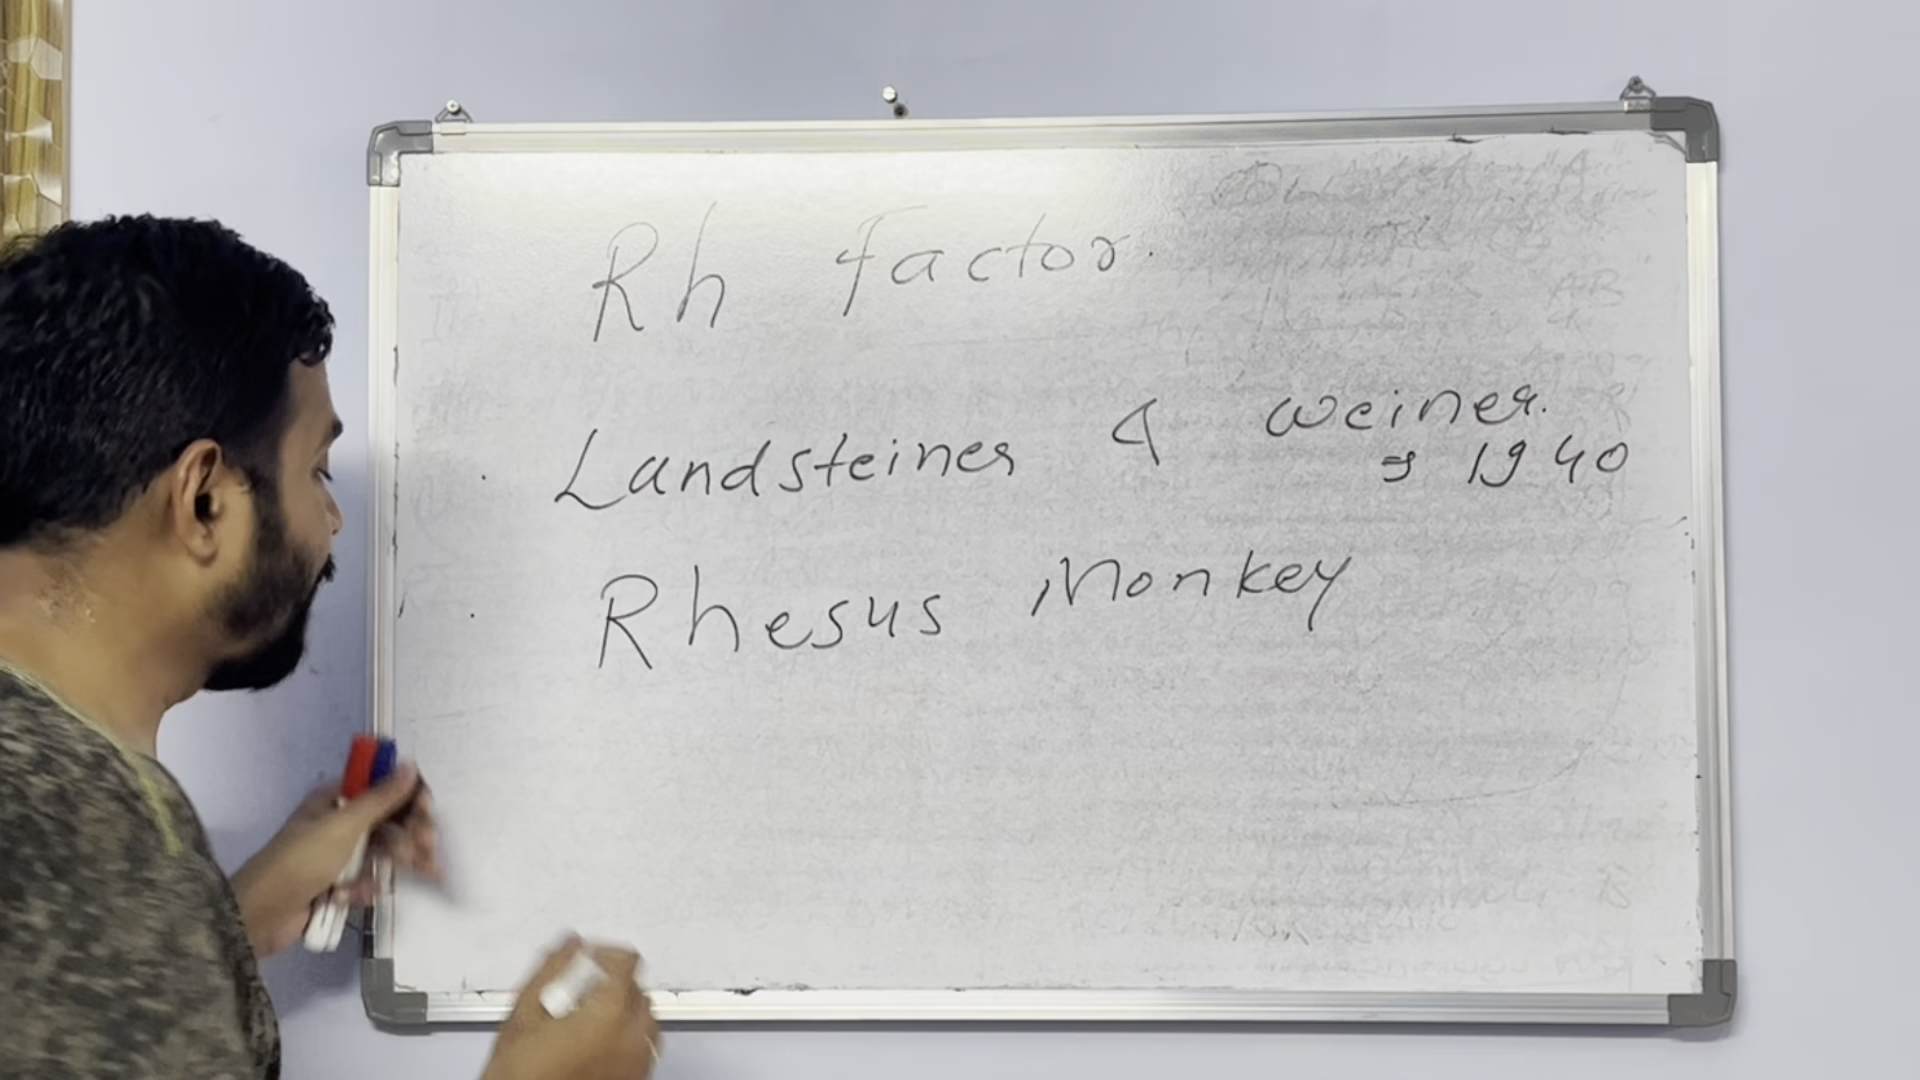 Rh Factor.
Landsteiner & Weiner.
⇒ 1940
Rhesus Monkey